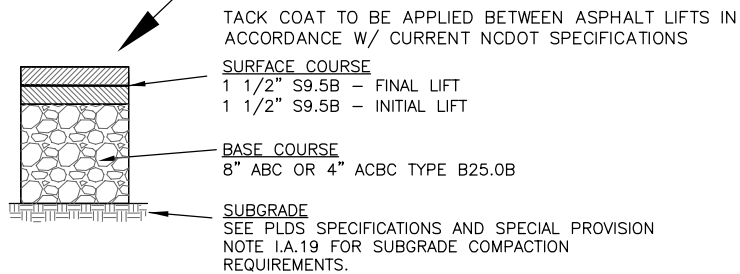 TACK COAT TO BE APPLIED BETWEEN ASPHALT LIFTS IN
ACCORDANCE W/ CURRENT NCDOT SPECIFICATIONS
SURFACE COURSE
1 1/2" S9.5B – FINAL LIFT
1 1/2" S9.5B – INITIAL LIFT
BASE COURSE
8" ABC OR 4" ACBC TYPE B25.0B
SUBGRADE
SEE PLDS SPECIFICATIONS AND SPECIAL PROVISION
NOTE I.A.19 FOR SUBGRADE COMPACTION
REQUIREMENTS.